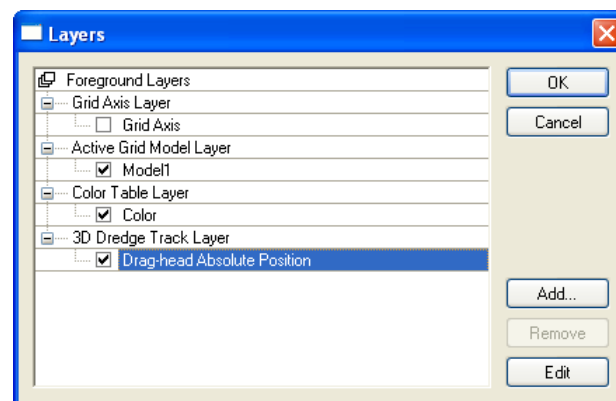 Layers
Foreground Layers
Grid Axis Layer
Grid Axis
Active Grid Model Layer
Model1
Color Table Layer
Color
3D Dredge Track Layer
Drag-head Absolute Position
OK
Cancel
Add...
Remove
Edit